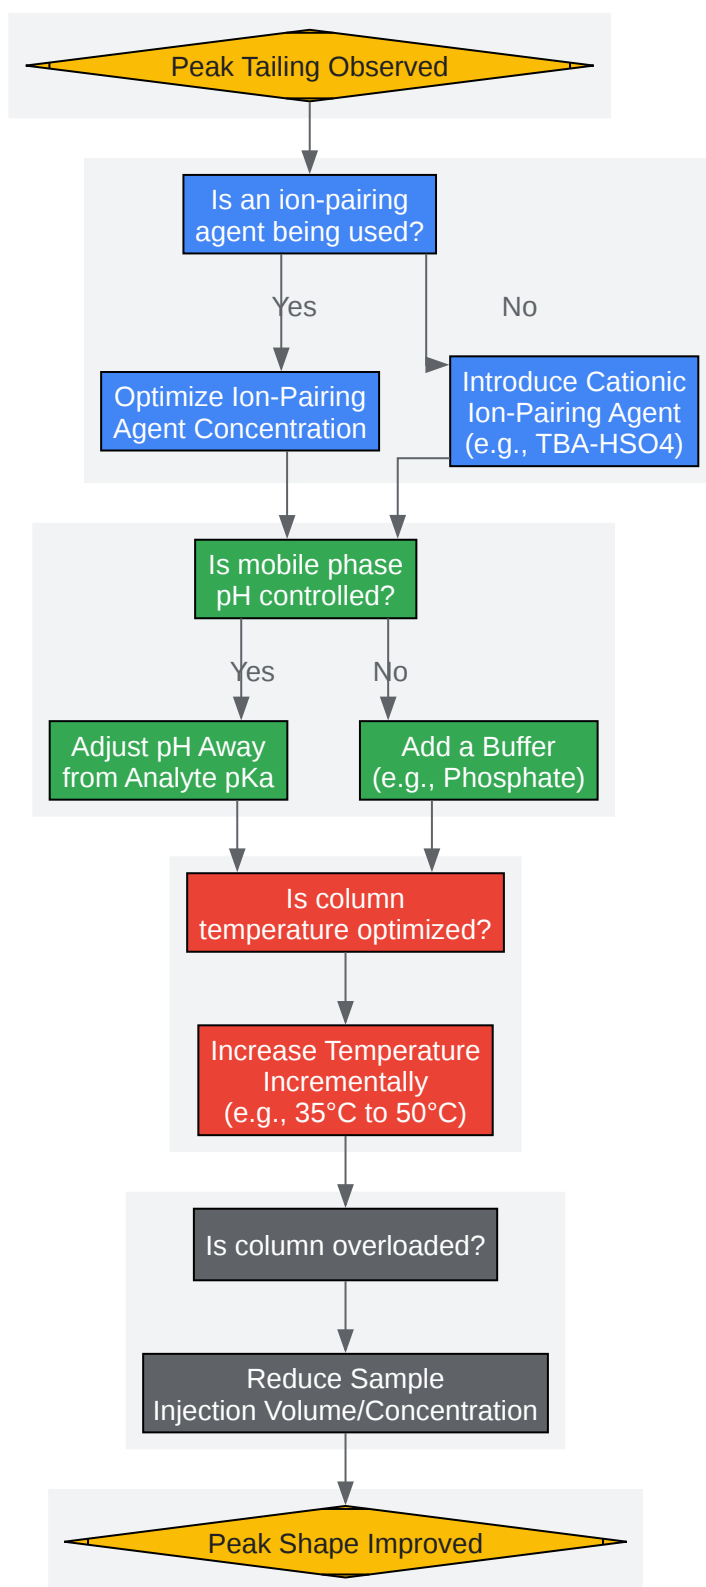 Peak Tailing Observed
Is an ion-pairing
agent being used?
Yes
No
Optimize Ion-Pairing
Agent Concentration
Introduce Cationic
Ion-Pairing Agent
(e.g., TBA-HSO4)
Is mobile phase
pH controlled?
Yes
No
Adjust pH Away
from Analyte pKa
Add a Buffer
(e.g., Phosphate)
Is column
temperature optimized?
Increase Temperature
Incrementally
(e.g., 35°C to 50°C)
Is column overloaded?
Reduce Sample
Injection Volume/Concentration
Peak Shape Improved